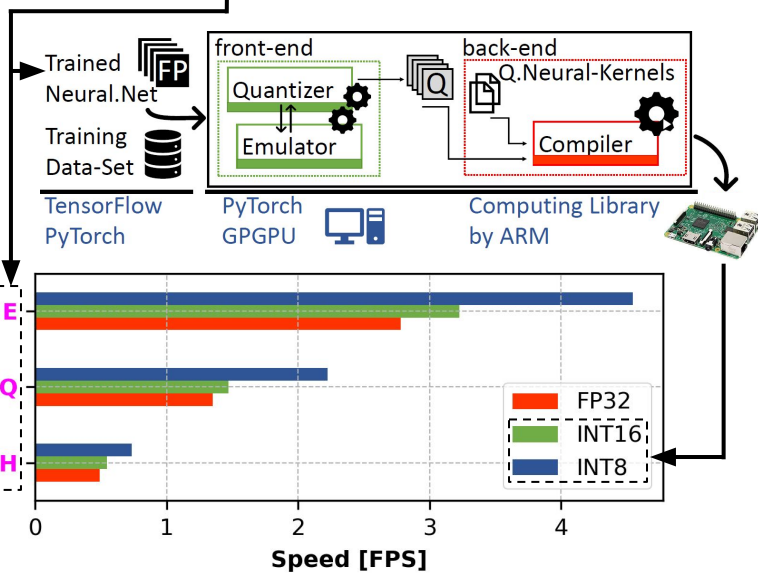 front-end
back-end
Trained
Neural.Net
FP
Training
Data-Set
Quantizer
Emulator
Q
Q.Neural-Kernels
Compiler
TensorFlow
PyTorch
PyTorch
GPGPU
Computing Library
by ARM
E
Q
H
FP32
INT16
INT8
0 1 2 3 4
Speed [FPS]